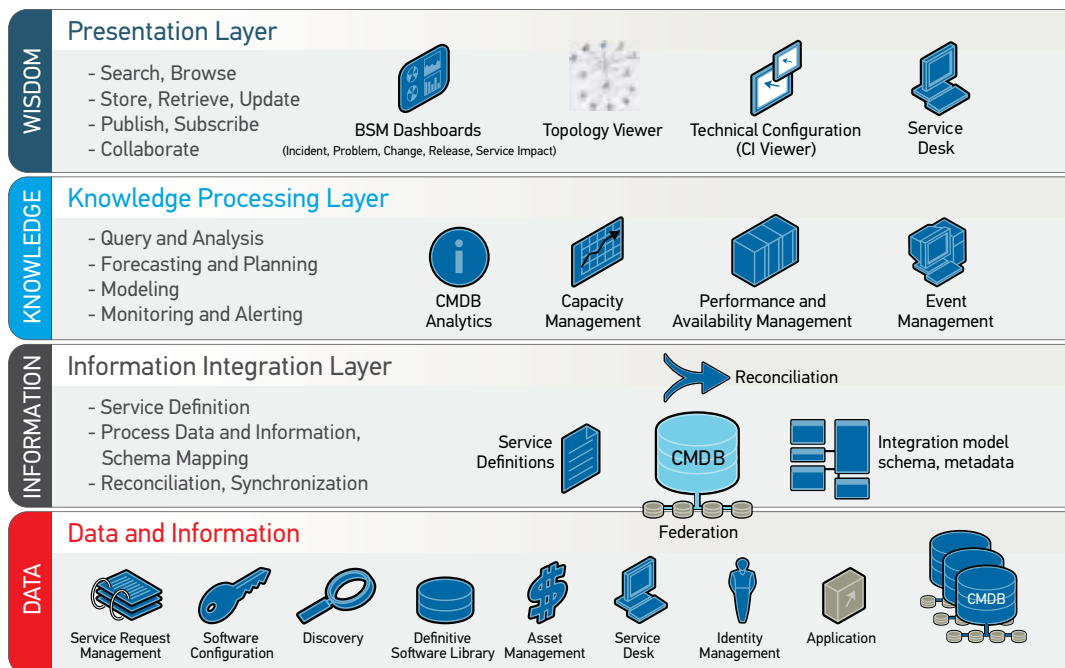 WISDOM
Presentation Layer
- Search, Browse
- Store, Retrieve, Update
- Publish, Subscribe
- Collaborate
BSM Dashboards
(Incident, Problem, Change, Release, Service Impact)
Topology Viewer
Technical Configuration
(CI Viewer)
Service
Desk
KNOWLEDGE
Knowledge Processing Layer
- Query and Analysis
- Forecasting and Planning
- Modeling
- Monitoring and Alerting
CMDB
Analytics
Capacity
Management
Performance and
Availability Management
Event
Management
INFORMATION
Information Integration Layer
- Service Definition
- Process Data and Information,
Schema Mapping
- Reconciliation, Synchronization
Reconciliation
Service
Definitions
CMDB
Integration model
schema, metadata
Federation
DATA
Data and Information
Service Request
Management
Software
Configuration
Discovery
Definitive
Software Library
Asset
Management
Service
Desk
Identity
Management
Application
CMDB